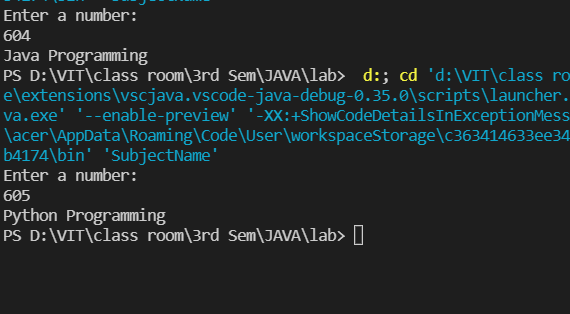 Enter a number:
604
Java Programming
PS D:\VIT\class room\3rd Sem\JAVA\lab>  d:; cd 'd:\VIT\class ro
e\extensions\vscjava.vscode-java-debug-0.35.0\scripts\launcher.
va.exe' '--enable-preview' '-XX:+ShowCodeDetailsInExceptionMess
\acer\AppData\Roaming\Code\User\workspaceStorage\c363414633ee34
b4174\bin' 'SubjectName'
Enter a number:
605
Python Programming
PS D:\VIT\class room\3rd Sem\JAVA\lab>